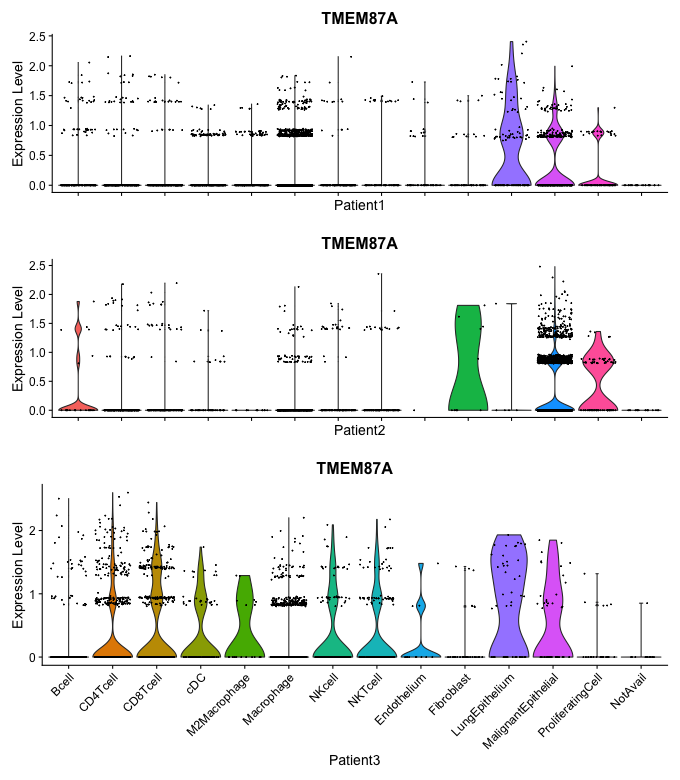 TMEM87A
Expression Level
2.5
2.0
1.5
1.0
0.5
0.0
Patient1
TMEM87A
Expression Level
2.5
2.0
1.5
1.0
0.5
0.0
Patient2
TMEM87A
Expression Level
2
1
0
Bcell
CD4Tcell
CD8Tcell
cDC
M2Macrophage
Macrophage
NKcell
NKTcell
Endothelium
Fibroblast
LungEpithelium
MalignantEpithelial
ProliferatingCell
NotAvail
Patient3